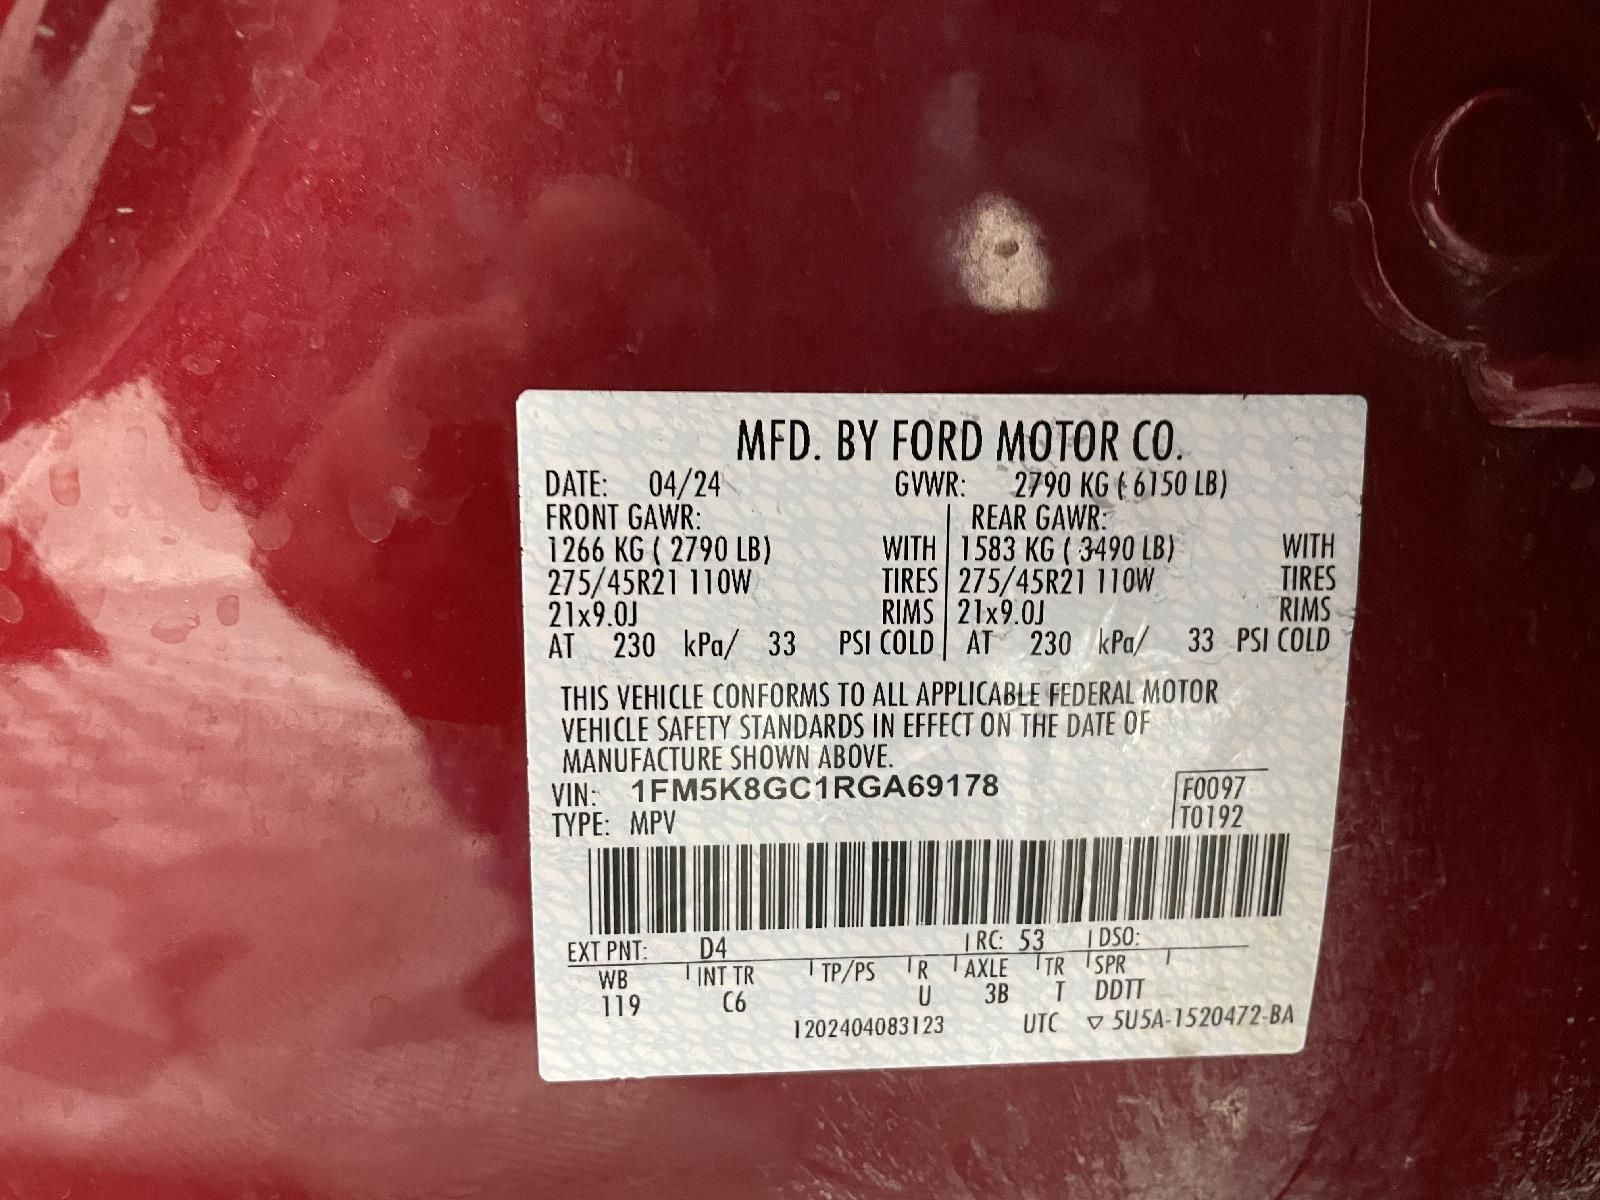 MFD. BY FORD MOTOR CO.
DATE: 04/24 GVWR: 2790 KG ( 6150 LB)
FRONT GAWR: REAR GAWR:
1266 KG ( 2790 LB) WITH 1583 KG ( 3490 LB) WITH
275/45R21 110W TIRES 275/45R21 110W TIRES
21x9.0J RIMS 21x9.0J RIMS
AT 230 kPa/ 33 PSI COLD AT 230 kPa/ 33 PSI COLD
THIS VEHICLE CONFORMS TO ALL APPLICABLE FEDERAL MOTOR
VEHICLE SAFETY STANDARDS IN EFFECT ON THE DATE OF
MANUFACTURE SHOWN ABOVE.
VIN: 1FM5K8GC1RGA69178 F0097
TYPE: MPV T0192
EXT PNT: D4 RC: 53 DSO:
WB INT TR TP/PS R AXLE TR SPR
119 C6 U 3B T DDTT
1202404083123 UTC ▽ 5U5A-1520472-BA